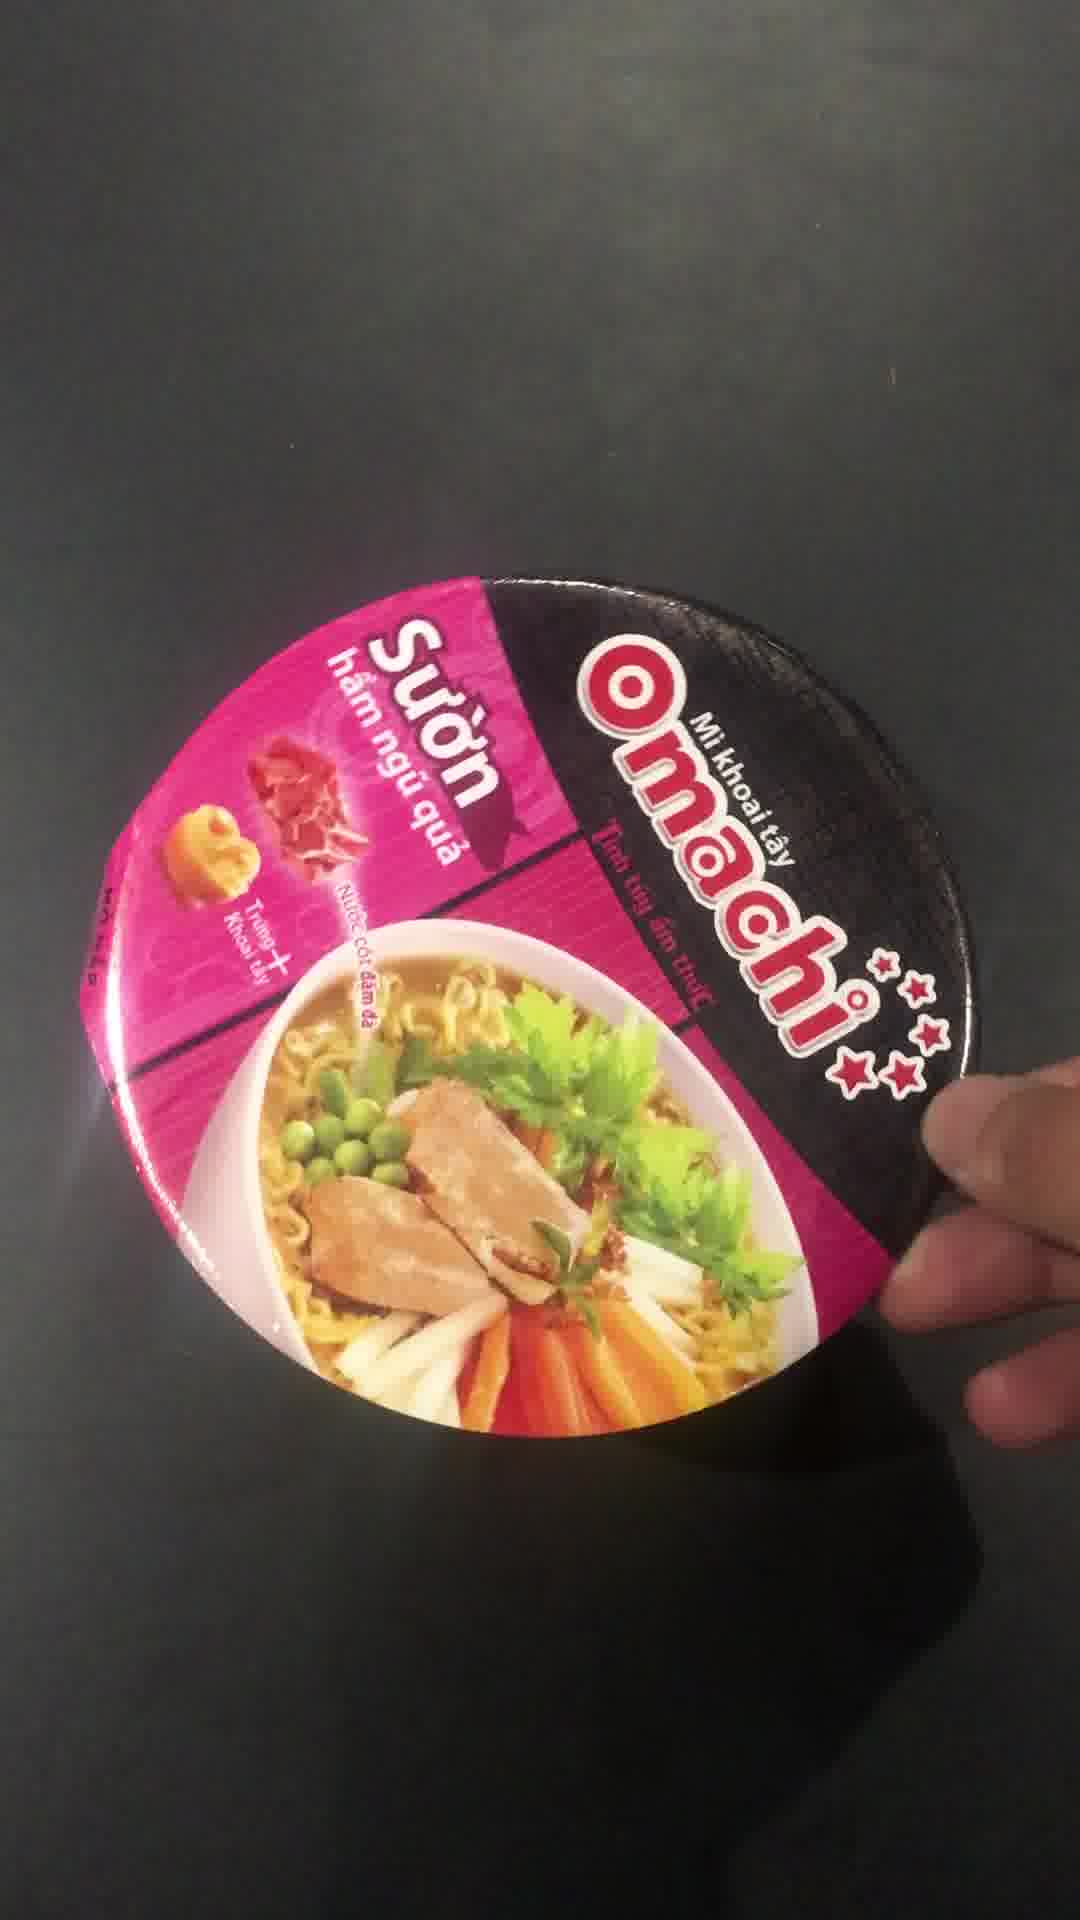 Mì khoai tây
Omachi
Tinh túy ẩm thực
Sườn
hầm ngũ quả
Nước cốt đậm đà
Trứng +
Khoai tây